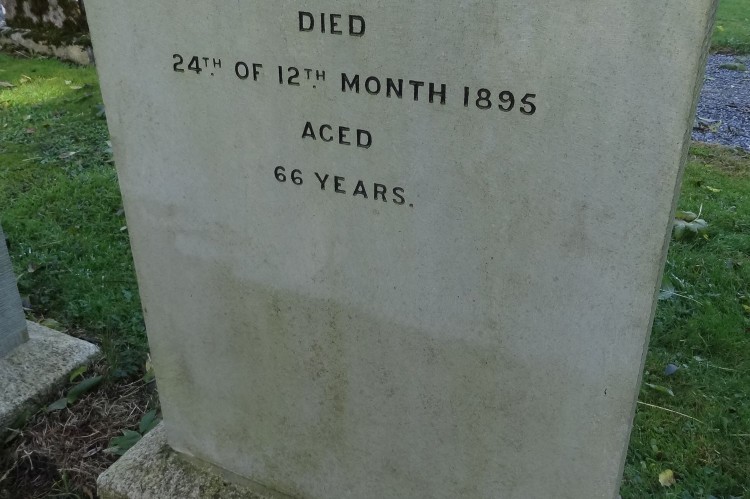 DIED
24TH. OF 12TH. MONTH 1895
AGED
66 YEARS.